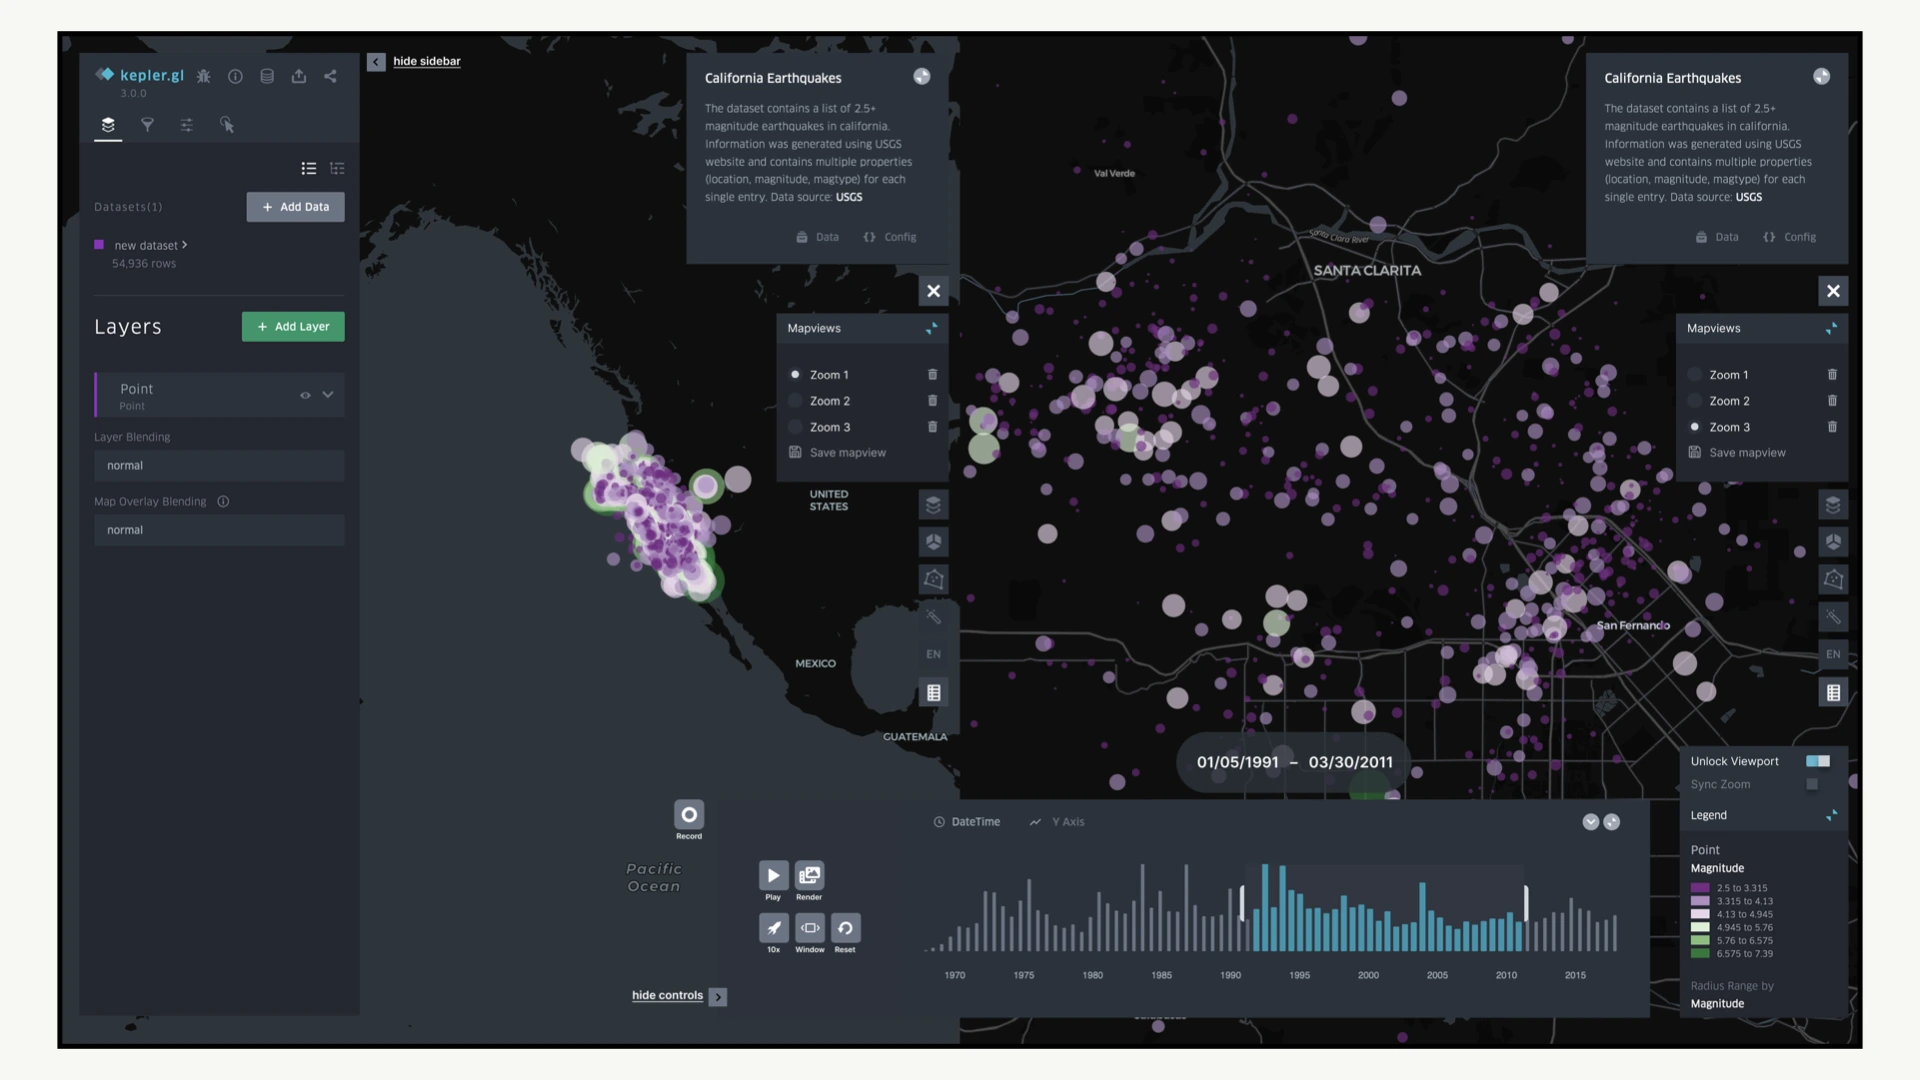 kepler.gl
3.0.0
Datasets(1)
+ Add Data
new dataset
54,936 rows
Layers
+ Add Layer
Point
Point
Layer Blending
normal
Map Overlay Blending
normal
hide sidebar
California Earthquakes
The dataset contains a list of 2.5+
magnitude earthquakes in california.
Information was generated using USGS
website and contains multiple properties
(location, magnitude, magtype) for each
single entry. Data source: USGS
Data
Config
Mapviews
Zoom 1
Zoom 2
Zoom 3
Save mapview
UNITED
STATES
EN
MEXICO
GUATEMALA
Pacific
Ocean
Val Verde
Santa Clara River
SANTA CLARITA
San Fernando
California Earthquakes
The dataset contains a list of 2.5+
magnitude earthquakes in california.
Information was generated using USGS
website and contains multiple properties
(location, magnitude, magtype) for each
single entry. Data source: USGS
Data
Config
Mapviews
Zoom 1
Zoom 2
Zoom 3
Save mapview
EN
01/05/1991 – 03/30/2011
Record
DateTime
Y Axis
Play
Render
10x
Window
Reset
1970 1975 1980 1985 1990 1995 2000 2005 2010 2015
hide controls
Unlock Viewport
Sync Zoom
Legend
Point
Magnitude
2.5 to 3.315
3.315 to 4.13
4.13 to 4.945
4.945 to 5.76
5.76 to 6.575
6.575 to 7.39
Radius Range by
Magnitude